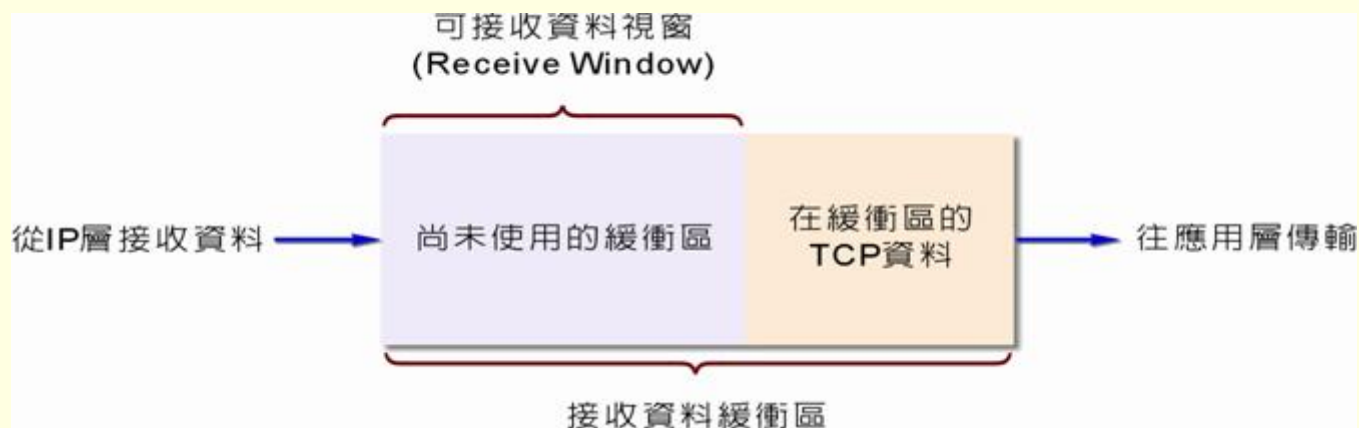 可接收資料視窗
(Receive Window)
從IP層接收資料
尚未使用的緩衝區
在緩衝區的
TCP資料
往應用層傳輸
接收資料緩衝區